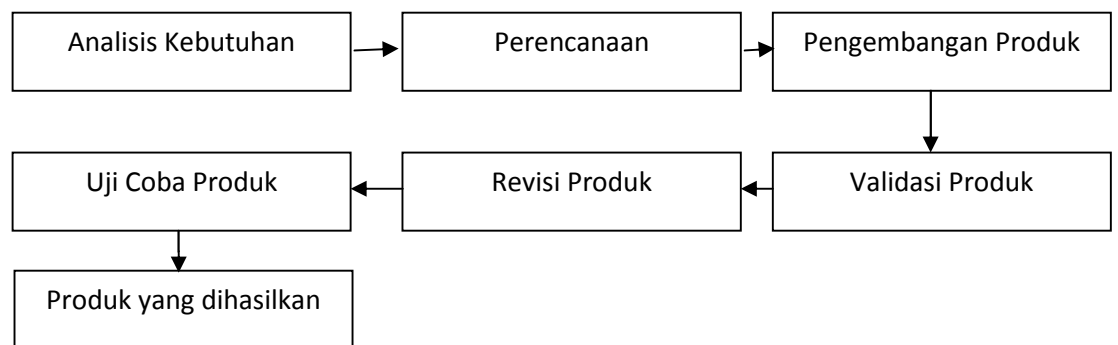 Analisis Kebutuhan
Perencanaan
Pengembangan Produk
Validasi Produk
Revisi Produk
Uji Coba Produk
Produk yang dihasilkan